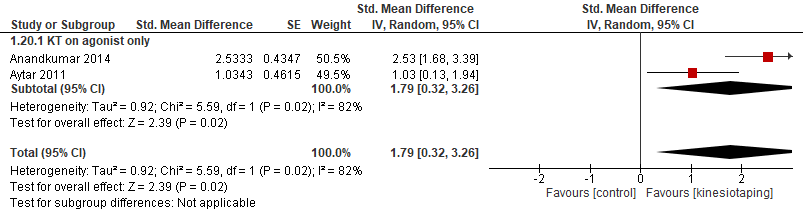 Std. Mean Difference Std. Mean Difference
Study or Subgroup Std. Mean Difference SE Weight IV, Random, 95% CI IV, Random, 95% CI
1.20.1 KT on agonist only
Anandkumar 2014 2.5333 0.4347 50.5% 2.53 [1.68, 3.39]
Aytar 2011 1.0343 0.4615 49.5% 1.03 [0.13, 1.94]
Subtotal (95% CI) 100.0% 1.79 [0.32, 3.26]
Heterogeneity: Tau² = 0.92; Chi² = 5.59, df = 1 (P = 0.02); I² = 82%
Test for overall effect: Z = 2.39 (P = 0.02)
Total (95% CI) 100.0% 1.79 [0.32, 3.26]
Heterogeneity: Tau² = 0.92; Chi² = 5.59, df = 1 (P = 0.02); I² = 82%
Test for overall effect: Z = 2.39 (P = 0.02)
Test for subgroup differences: Not applicable
-2 -1 0 1 2
Favours [control] Favours [kinesiotaping]